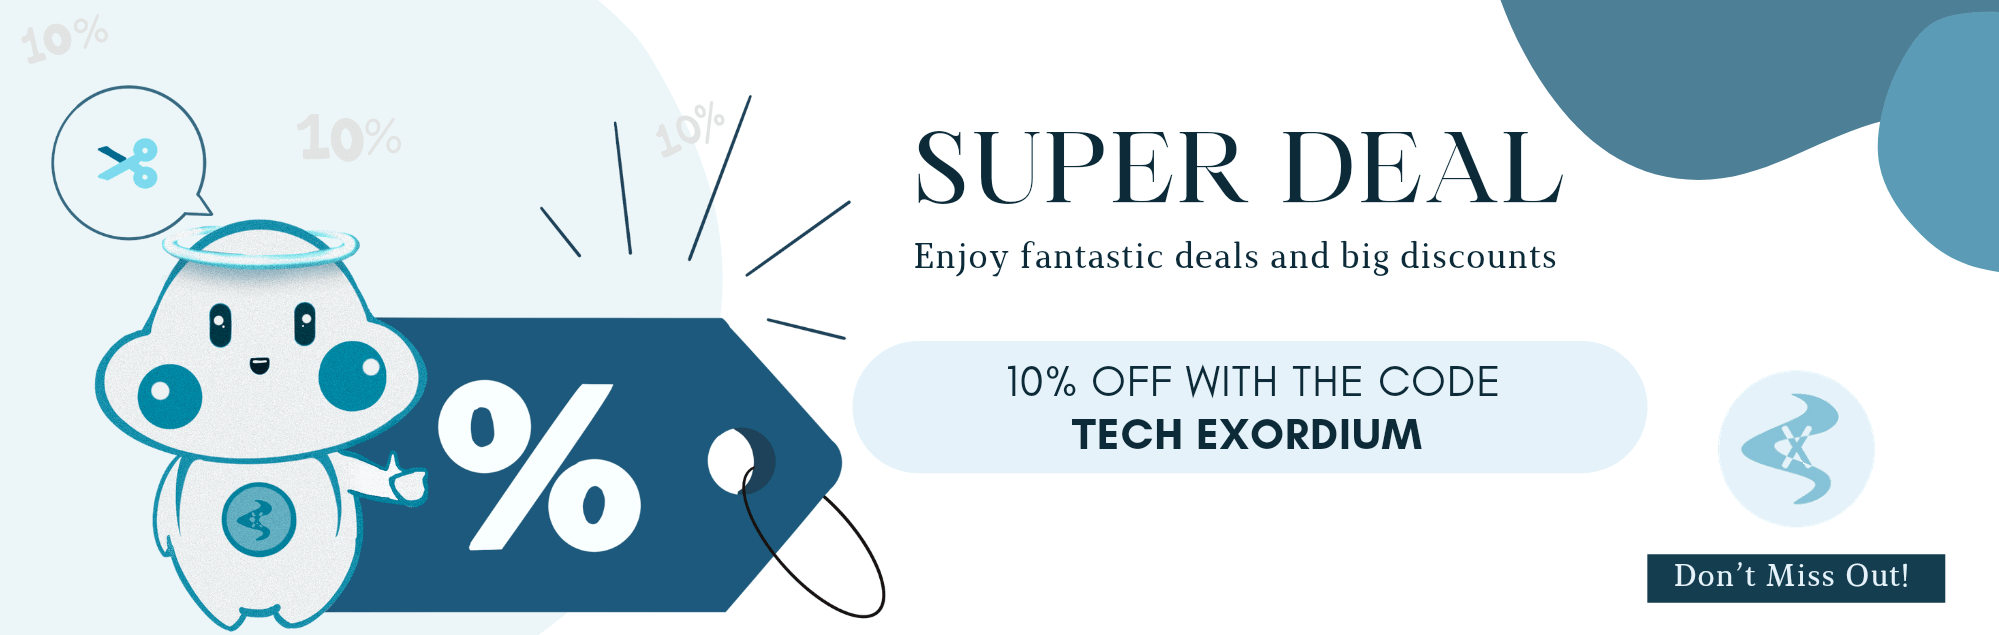 10%
10%
10%
%
SUPER DEAL
Enjoy fantastic deals and big discounts
10% OFF WITH THE CODE
TECH EXORDIUM
Don't Miss Out!